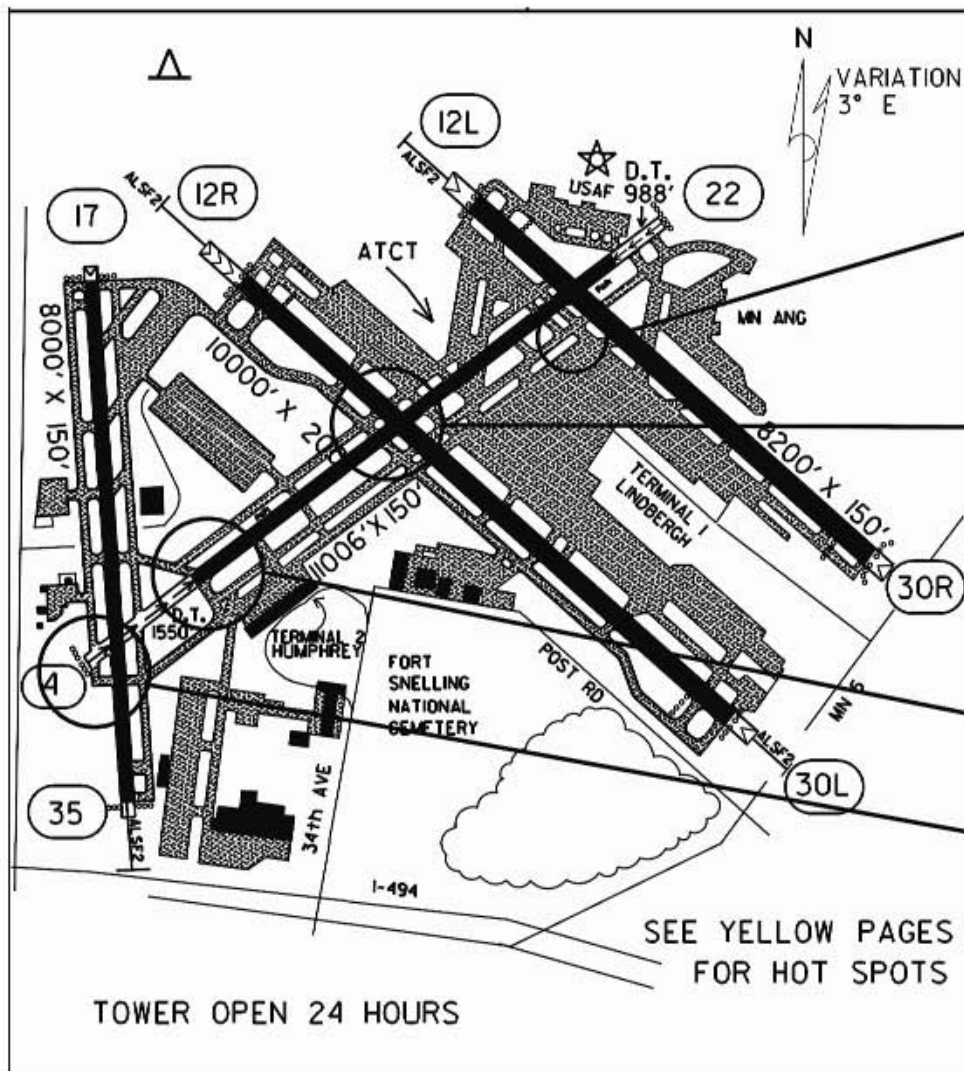 N
VARIATION
3° E
12L
ALSF2
D.T.
988'
USAF
22
ALSF2
12R
17
ATCT
MN ANG
8000' X 150'
10000' X 20
8200' X 150'
TERMINAL 1
LINDBERGH
11006' X 150'
30R
D.T.
1550
TERMINAL 2
HUMPHREY
FORT
SNELLING
NATIONAL
CEMETERY
POST RD
MN 5
4
ALSF2
30L
35
ALSF2
34th AVE
I-494
SEE YELLOW PAGES
FOR HOT SPOTS
TOWER OPEN 24 HOURS